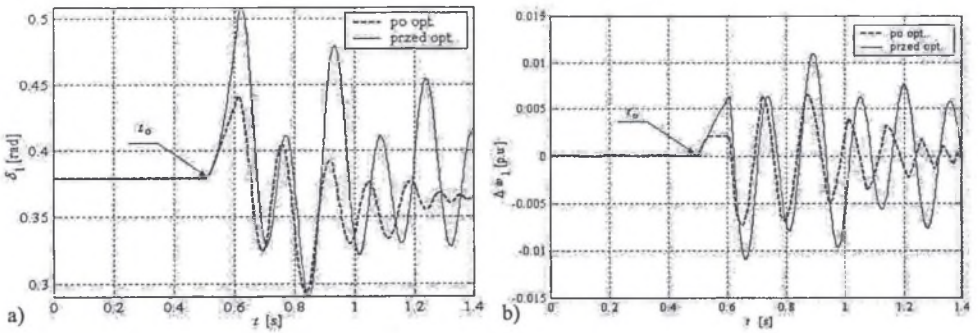 0.5
0.45
0.4
0.35
0.3
δ₁ [rad]
po opt.
przed opt.
0 0.2 0.4 0.6 0.8 1 1.2 1.4
[s]
a)
0.015
0.01
0.005
0
-0.005
-0.01
-0.015
[p.u]
po opt.
przed opt.
0 0.2 0.4 0.6 0.8 1 1.2 1.4
[s]
b)